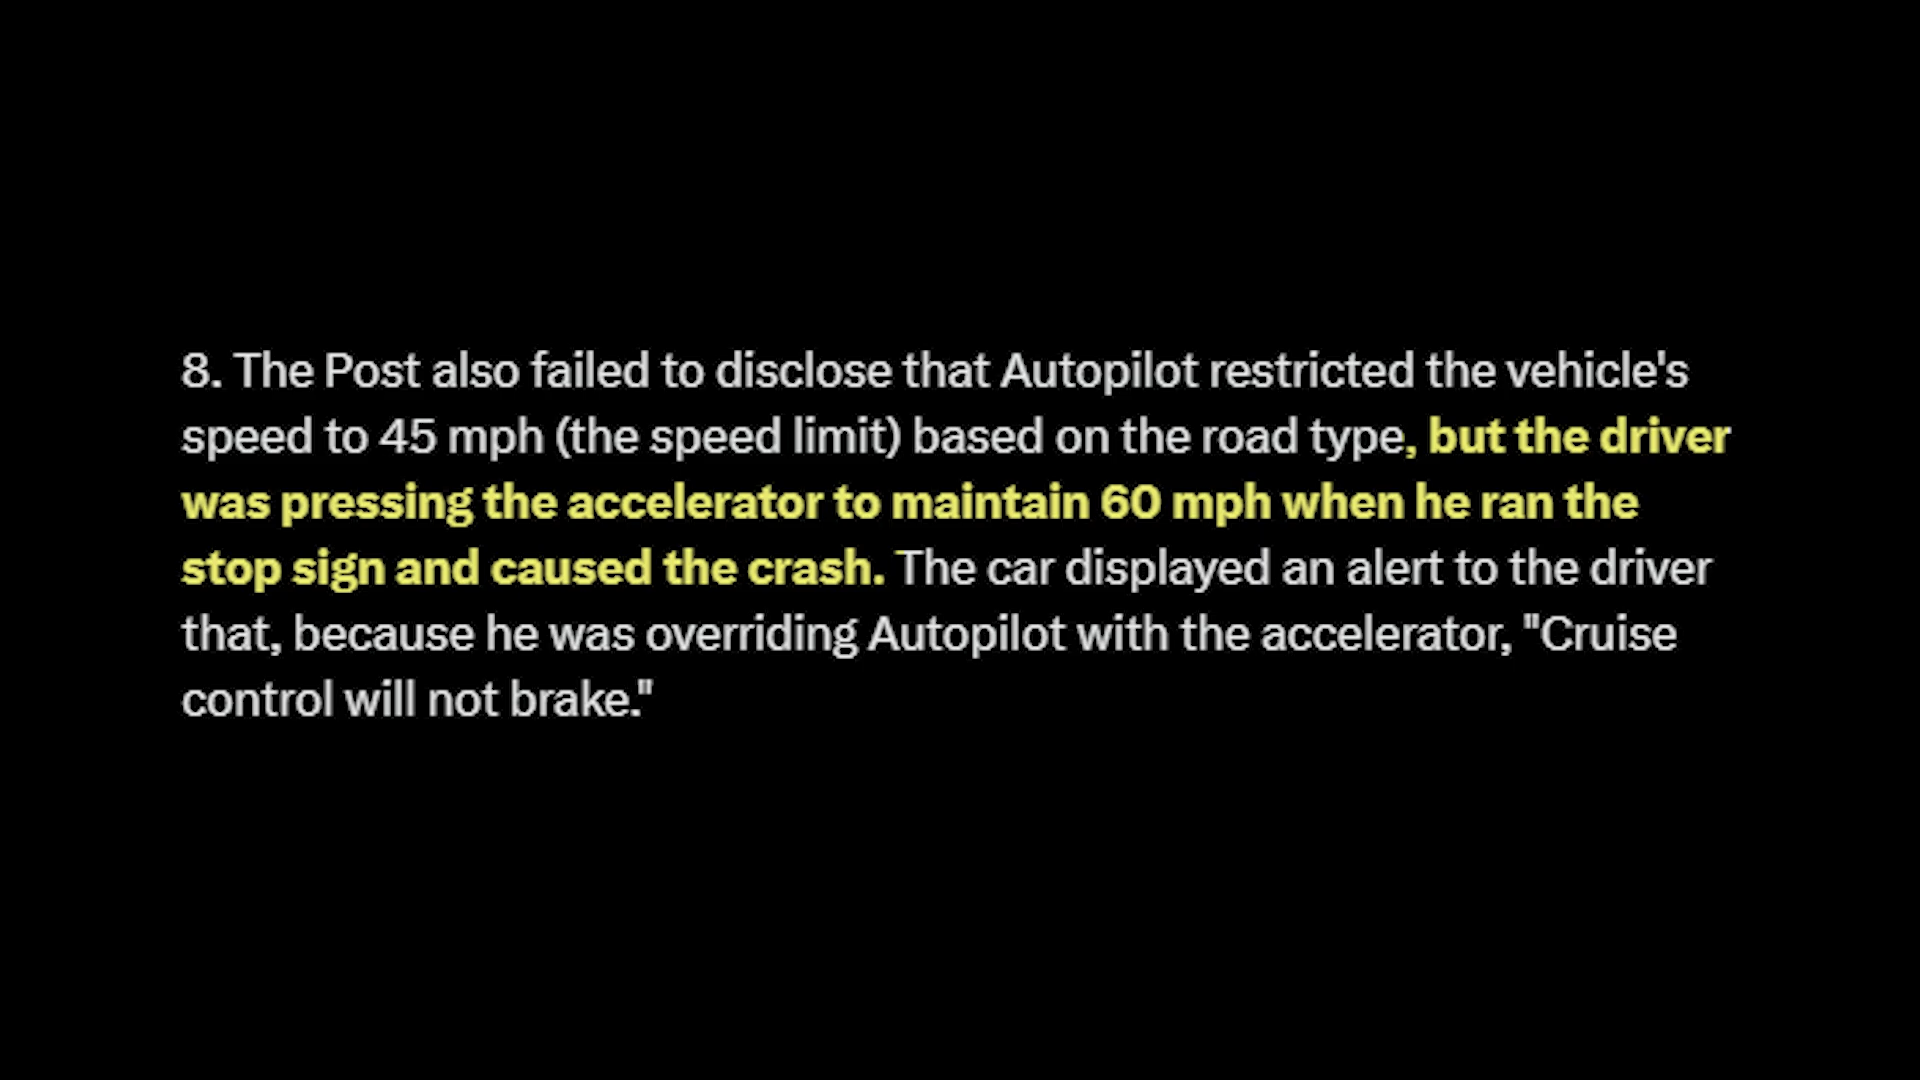 8. The Post also failed to disclose that Autopilot restricted the vehicle's
speed to 45 mph (the speed limit) based on the road type, but the driver
was pressing the accelerator to maintain 60 mph when he ran the
stop sign and caused the crash. The car displayed an alert to the driver
that, because he was overriding Autopilot with the accelerator, "Cruise
control will not brake."